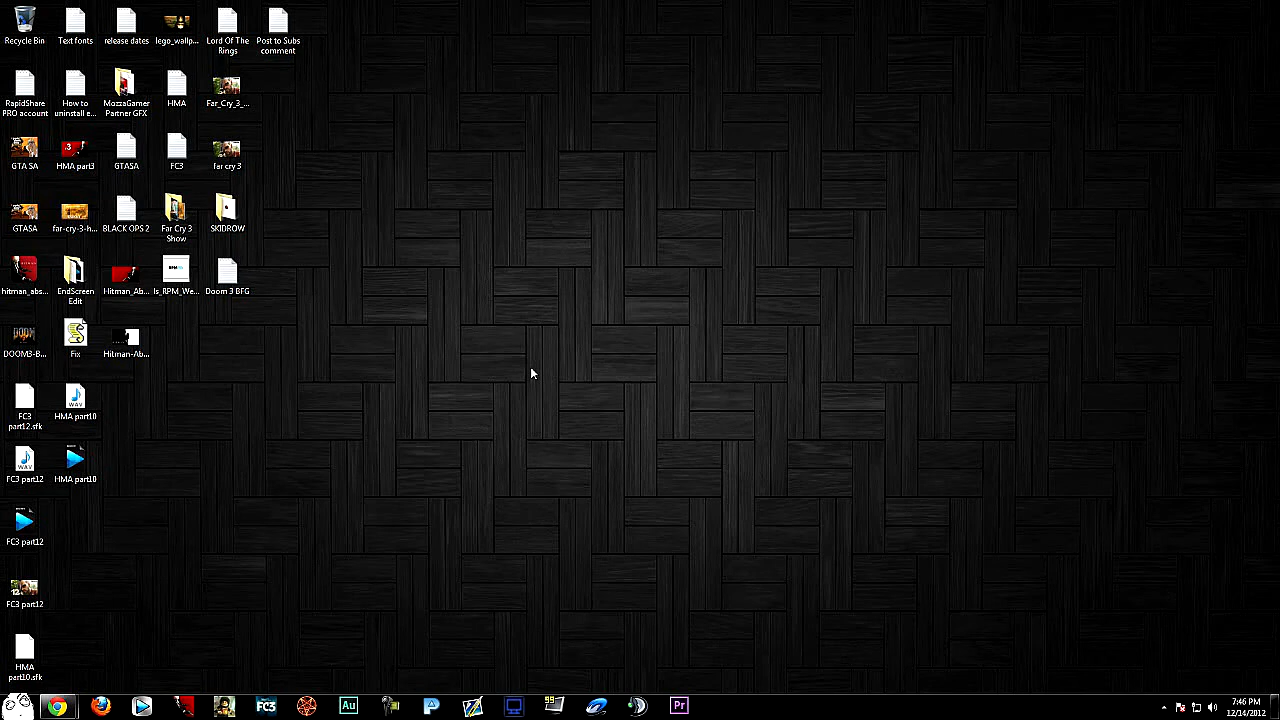 Recycle Bin
Text fonts
release dates
lego_wallp...
Lord Of The
Rings
Post to Subs
comment
RapidShare
PRO account
How to
uninstall e...
MozzaGamer
Partner GFX
HMA
Far_Cry_3_...
GTA SA
HMA part3
GTASA
FC3
Far cry 3
GTASA
far-cry-3-h...
BLACK OPS 2
Far Cry 3
Show
SKIDROW
hitman_abs...
EndScreen
Edit
Hitman_Ab...
Is_RPM_We...
Doom 3 BFG
DOOM3-B...
Fix
Hitman-Ab...
FC3
part12.sfk
HMA part10
WAV
FC3 part12
WAV
HMA part10
FC3 part12
FC3 part12
HMA
part10.sfk
FC3
Au
99
Pr
7:46 PM
12/14/2012